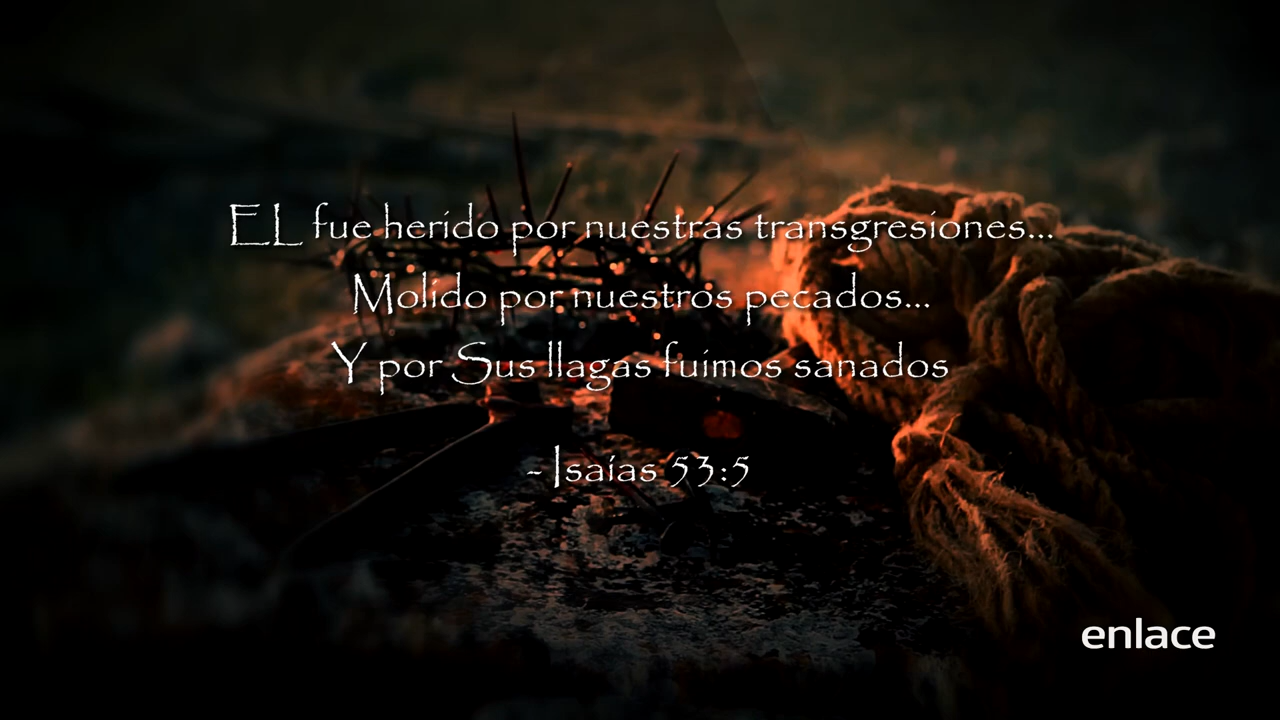 EL fue herido por nuestras transgresiones...
Molido por nuestros pecados...
Y por Sus llagas fuimos sanados
- Isaías 53:5
enlace